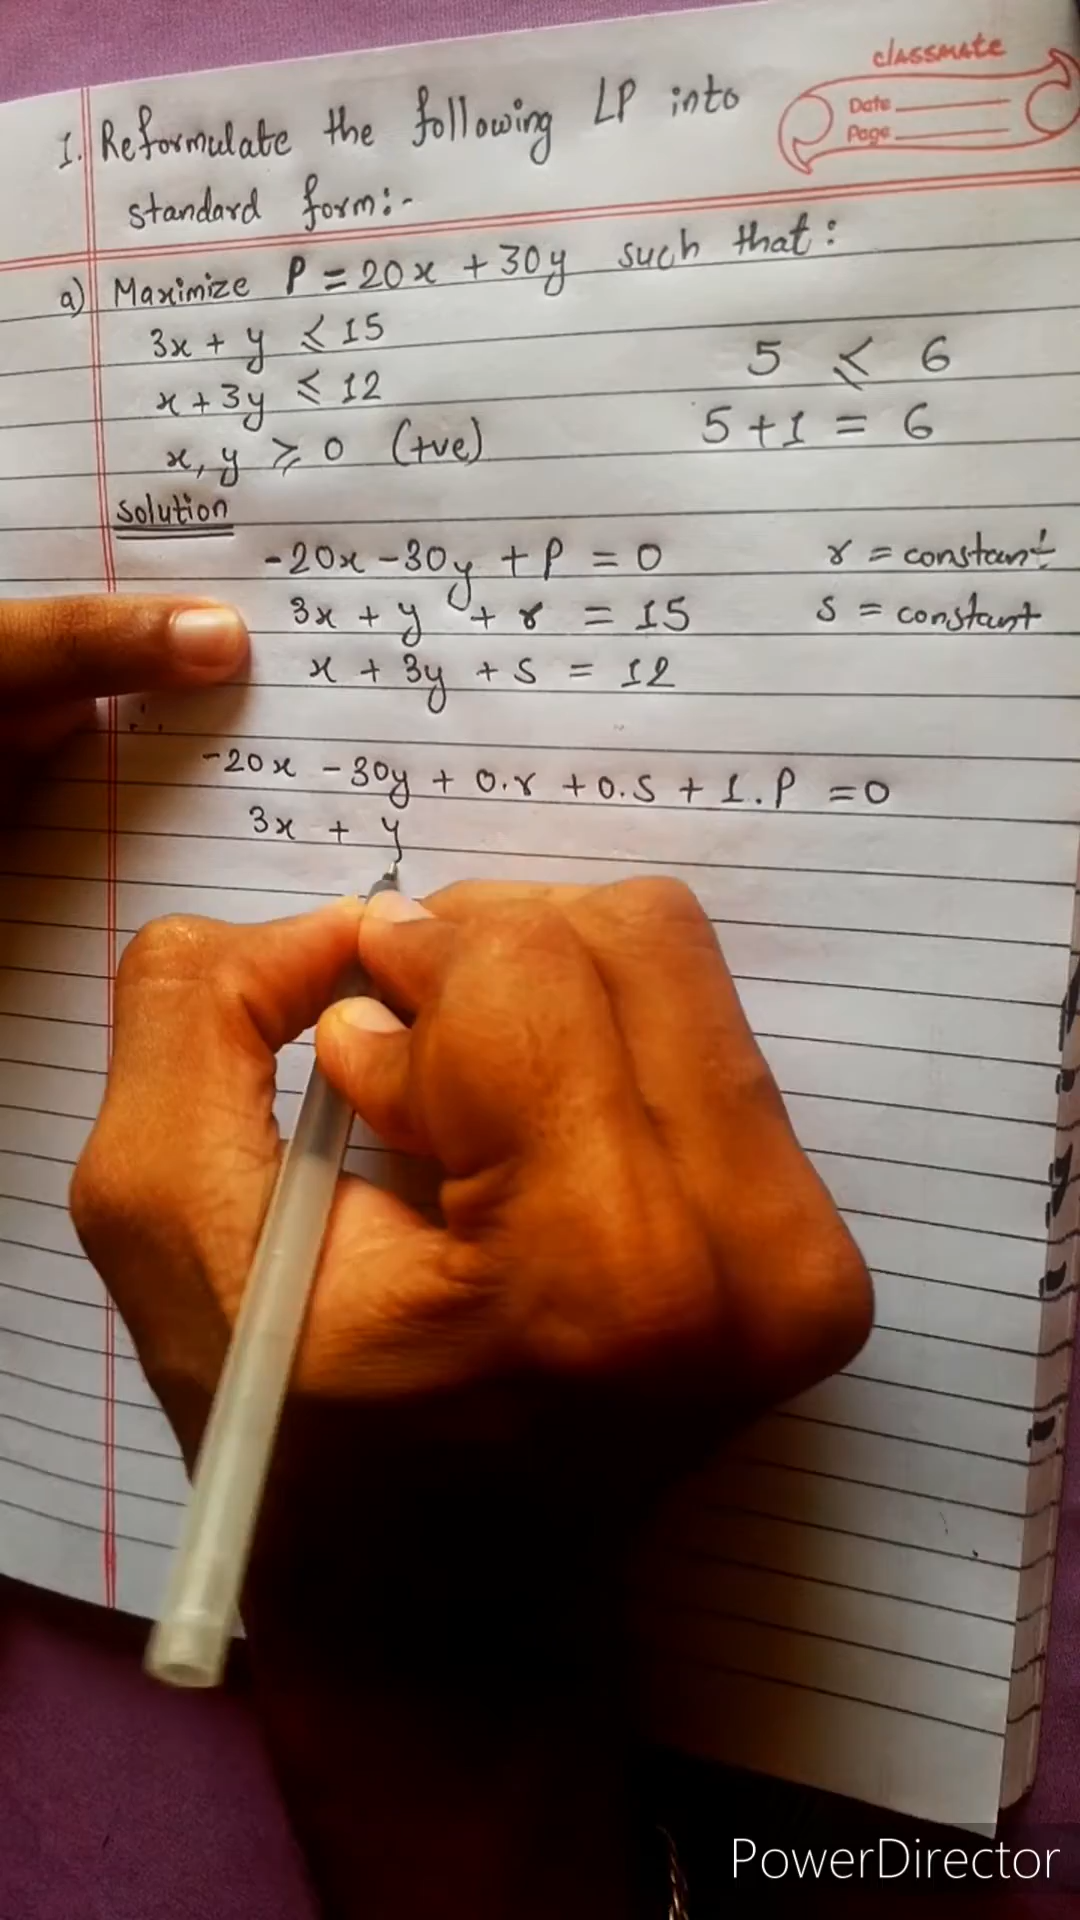 classmate
Date
Page
1. Reformulate the following LP into
standard form:-
a) Maximize P = 20x + 30y such that:
3x + y ≤ 15
x + 3y ≤ 12
x, y ≥ 0 (+ve)
5 ≤ 6
5 + 1 = 6
Solution
-20x - 30y + P = 0
3x + y + r = 15
x + 3y + s = 12
r = constant
s = constant
∴
-20x - 30y + 0.r + 0.s + 1.P = 0
3x + y
PowerDirector